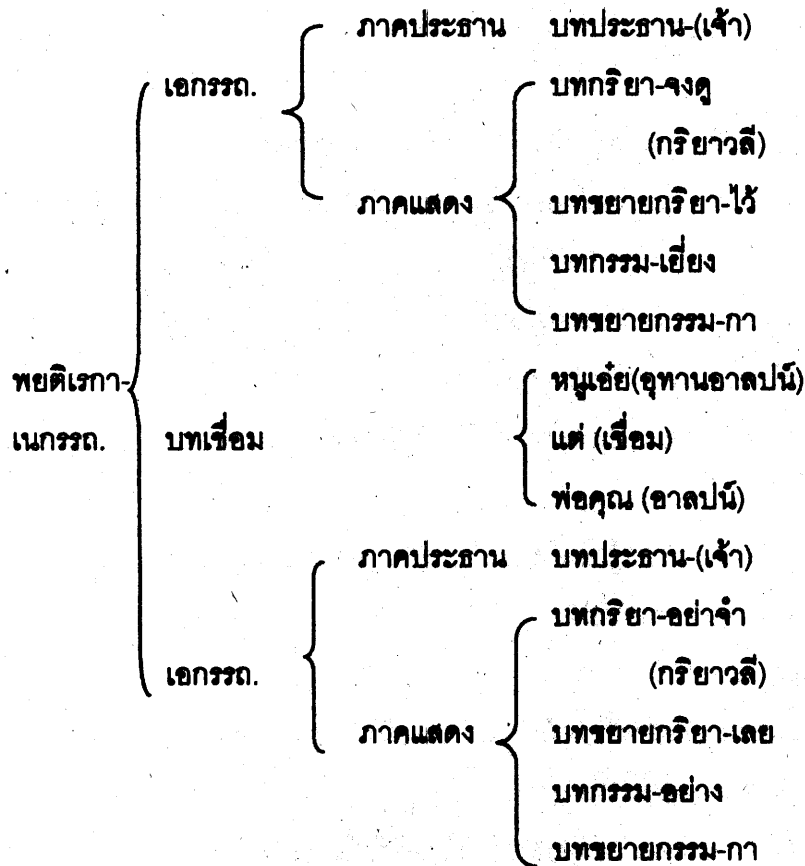 ภาคประธาน บทประธาน-(เจ้า)
เอกรรถ. บทกริยา-จงดู
(กริยาวลี)
ภาคแสดง บทขยายกริยา-ไว้
บทกรรม-เยี่ยง
บทขยายกรรม-กา
พยติเรกา- หนูเอ๋ย(อุทานอาลปน์)
เนกรรถ. บทเชื่อม แต่ (เชื่อม)
พ่อคุณ (อาลปน์)
ภาคประธาน บทประธาน-(เจ้า)
บทกริยา-อย่าจำ
เอกรรถ. (กริยาวลี)
ภาคแสดง บทขยายกริยา-เลย
บทกรรม-อย่าง
บทขยายกรรม-กา